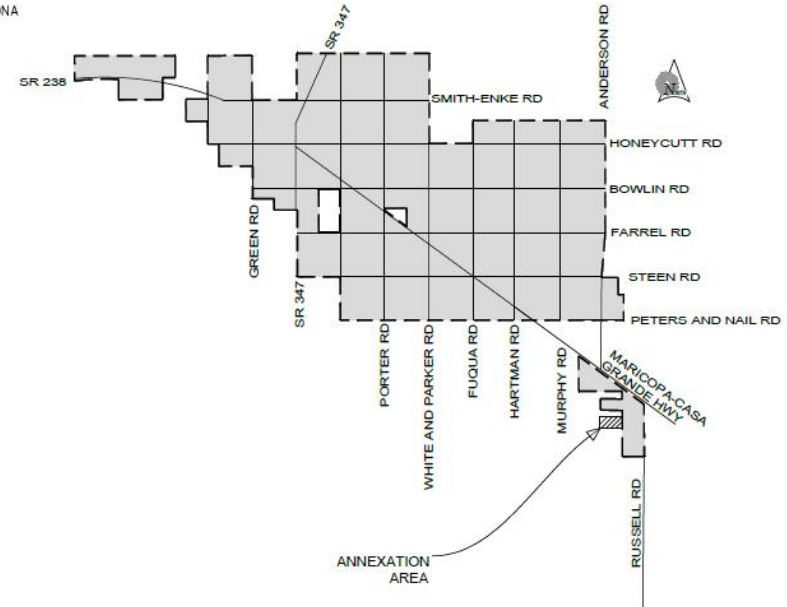 ONA
SR 347
ANDERSON RD
SR 238
N
SMITH-ENKE RD
HONEYCUTT RD
BOWLIN RD
GREEN RD
FARREL RD
STEEN RD
SR 347
PETERS AND NAIL RD
PORTER RD
WHITE AND PARKER RD
FUQUA RD
HARTMAN RD
MURPHY RD
MARICOPA-CASA
GRANDE HWY
RUSSELL RD
ANNEXATION
AREA